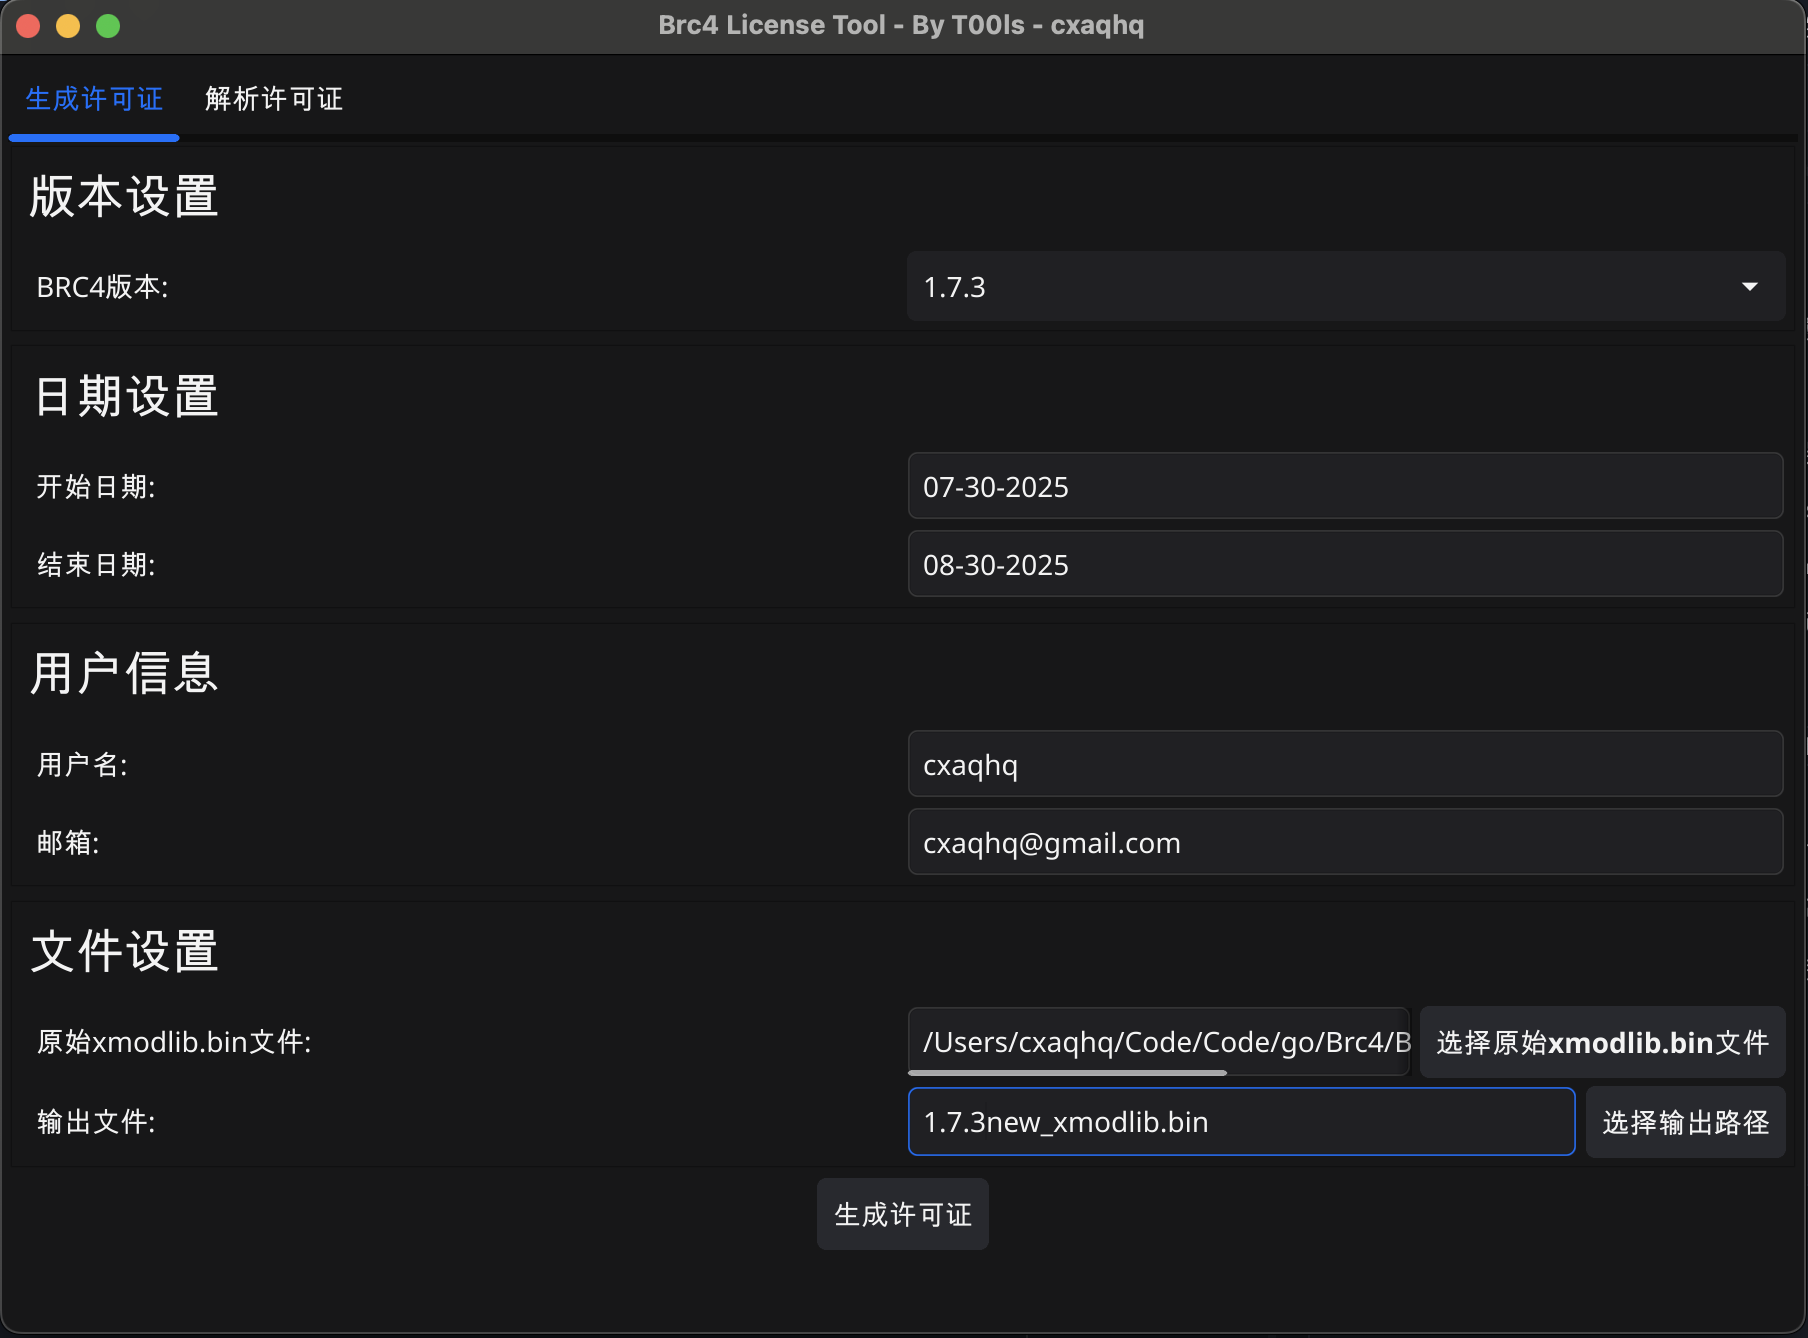 Brc4 License Tool - By T00ls - cxaqhq
生成许可证 解析许可证
版本设置
BRC4版本: 1.7.3
日期设置
开始日期: 07-30-2025
结束日期: 08-30-2025
用户信息
用户名: cxaqhq
邮箱: cxaqhq@gmail.com
文件设置
原始xmodlib.bin文件: /Users/cxaqhq/Code/Code/go/Brc4/B 选择原始xmodlib.bin文件
输出文件: 1.7.3new_xmodlib.bin 选择输出路径
生成许可证